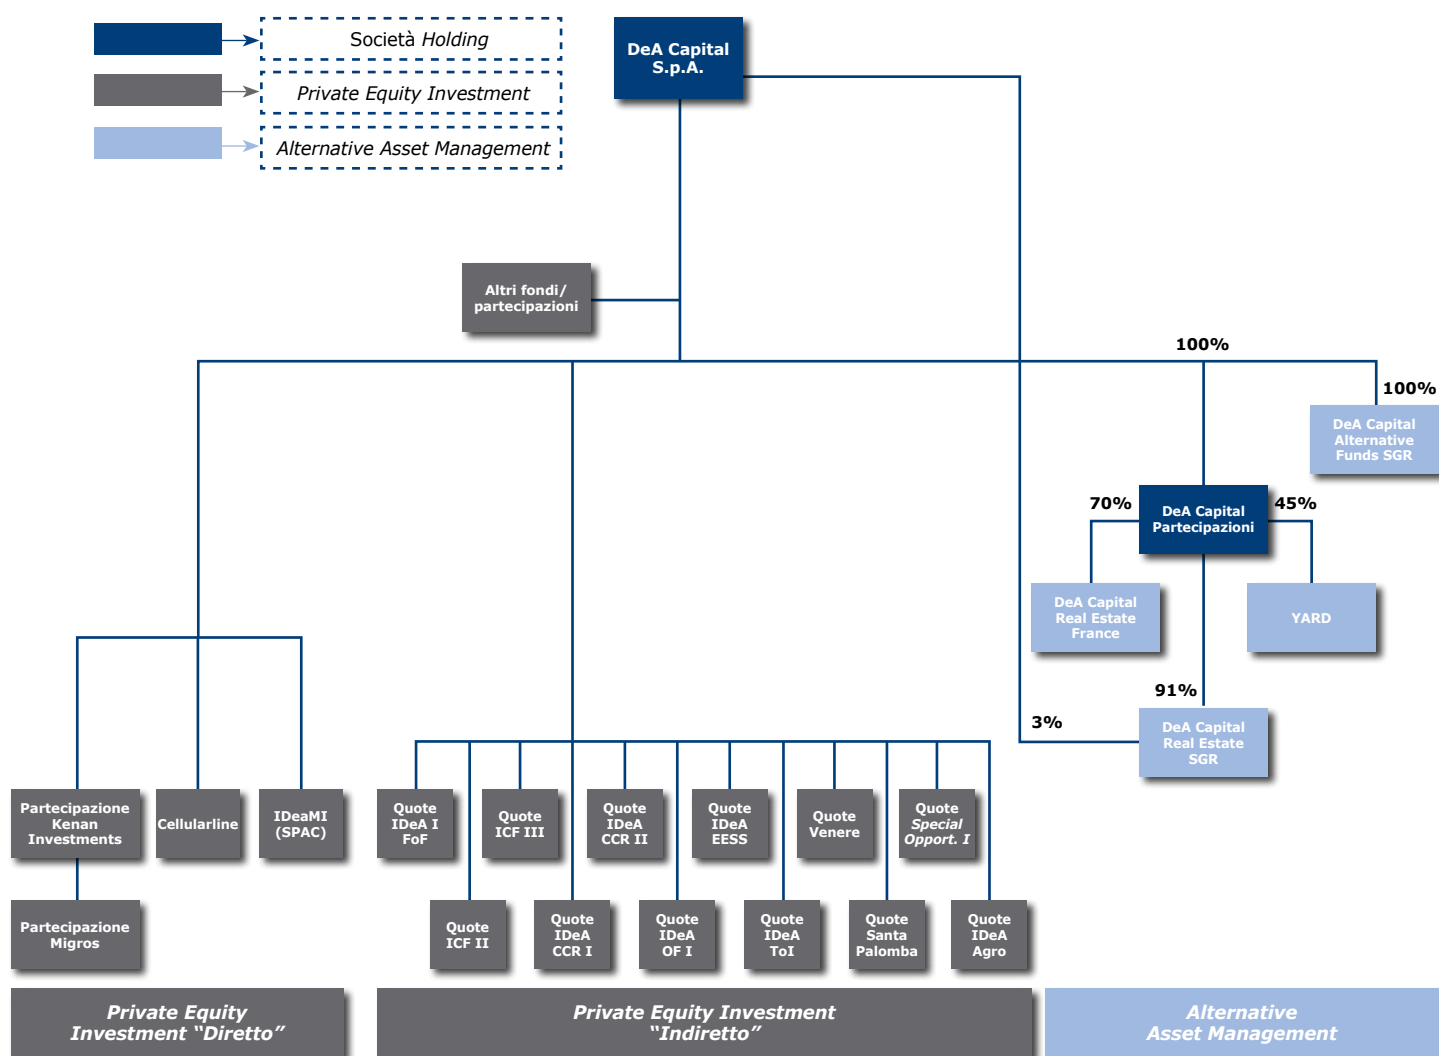 Società Holding
Private Equity Investment
Alternative Asset Management
DeA Capital
S.p.A.
Altri fondi/
partecipazioni
100%
100%
DeA Capital
Alternative
Funds SGR
70%
DeA Capital
Partecipazioni
45%
DeA Capital
Real Estate
France
YARD
91%
3%
DeA Capital
Real Estate
SGR
Partecipazione
Kenan
Investments
Cellularline
IDeaMI
(SPAC)
Quote
IDeA I
FoF
Quote
ICF III
Quote
IDeA
CCR II
Quote
IDeA
EESS
Quote
Venere
Quote
Special
Opport. I
Partecipazione
Migros
Quote
ICF II
Quote
IDeA
CCR I
Quote
IDeA
OF I
Quote
IDeA
ToI
Quote
Santa
Palomba
Quote
IDeA
Agro
Private Equity
Investment “Diretto”
Private Equity Investment
“Indiretto”
Alternative
Asset Management